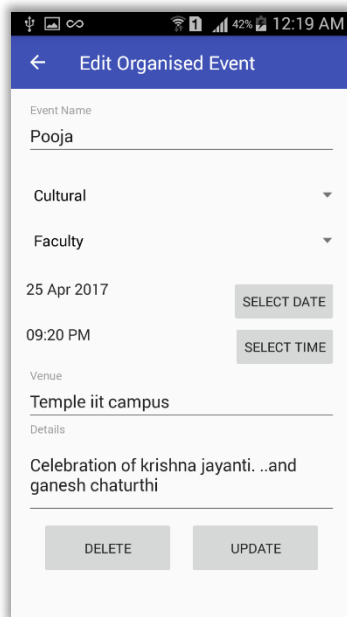 1 42% 12:19 AM
Edit Organised Event
Event Name
Pooja
Cultural
Faculty
25 Apr 2017
SELECT DATE
09:20 PM
SELECT TIME
Venue
Temple iit campus
Details
Celebration of krishna jayanti. ..and
ganesh chaturthi
DELETE UPDATE